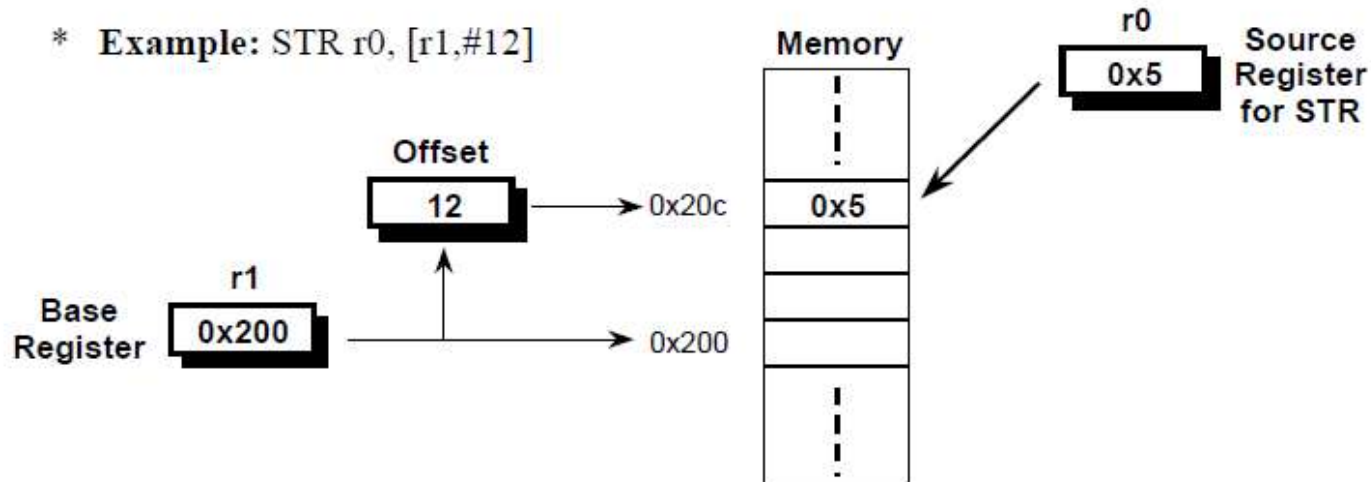 * Example: STR r0, [r1,#12]
Memory
r0
0x5
Source
Register
for STR
Offset
12
0x20c
0x5
r1
Base
Register
0x200
0x200